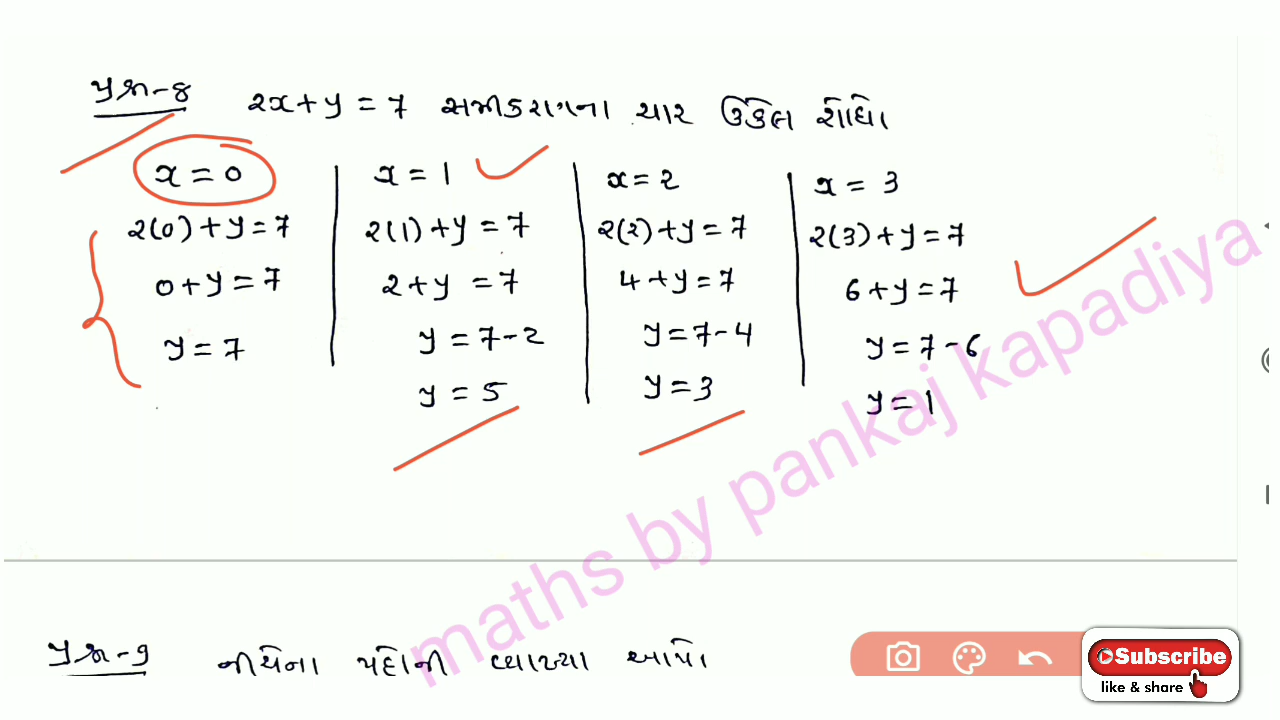 પ્રશ્ન-8 2x + y = 7 સમીકરણના ચાર ઉકેલ શોધો
x = 0
2(0) + y = 7
0 + y = 7
y = 7
x = 1
2(1) + y = 7
2 + y = 7
y = 7 - 2
y = 5
x = 2
2(2) + y = 7
4 + y = 7
y = 7 - 4
y = 3
x = 3
2(3) + y = 7
6 + y = 7
y = 7 - 6
y = 1
maths by pankaj kapadiya
પ્રશ્ન-9 નીચેના પદોની વ્યાખ્યા આપો
Subscribe
like & share